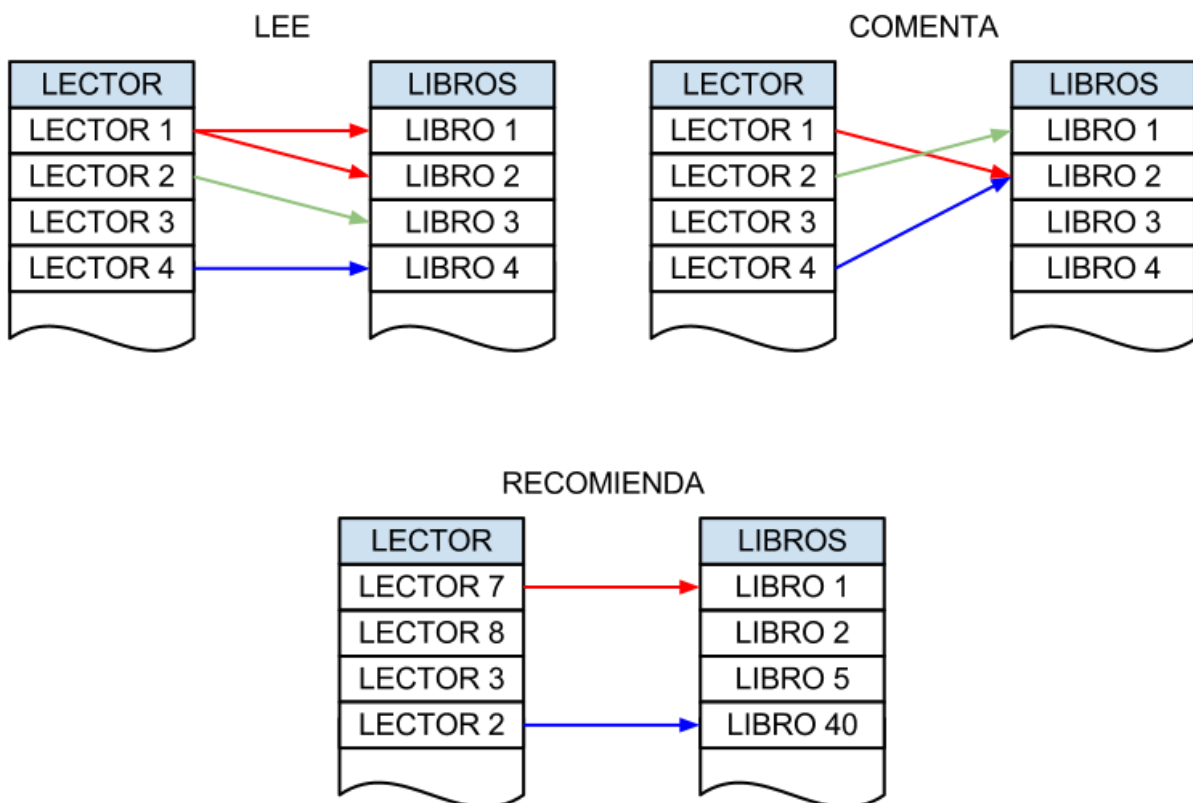 LEE
LECTOR
LECTOR 1
LECTOR 2
LECTOR 3
LECTOR 4
LIBROS
LIBRO 1
LIBRO 2
LIBRO 3
LIBRO 4
COMENTA
LECTOR
LECTOR 1
LECTOR 2
LECTOR 3
LECTOR 4
LIBROS
LIBRO 1
LIBRO 2
LIBRO 3
LIBRO 4
RECOMIENDA
LECTOR
LECTOR 7
LECTOR 8
LECTOR 3
LECTOR 2
LIBROS
LIBRO 1
LIBRO 2
LIBRO 5
LIBRO 40